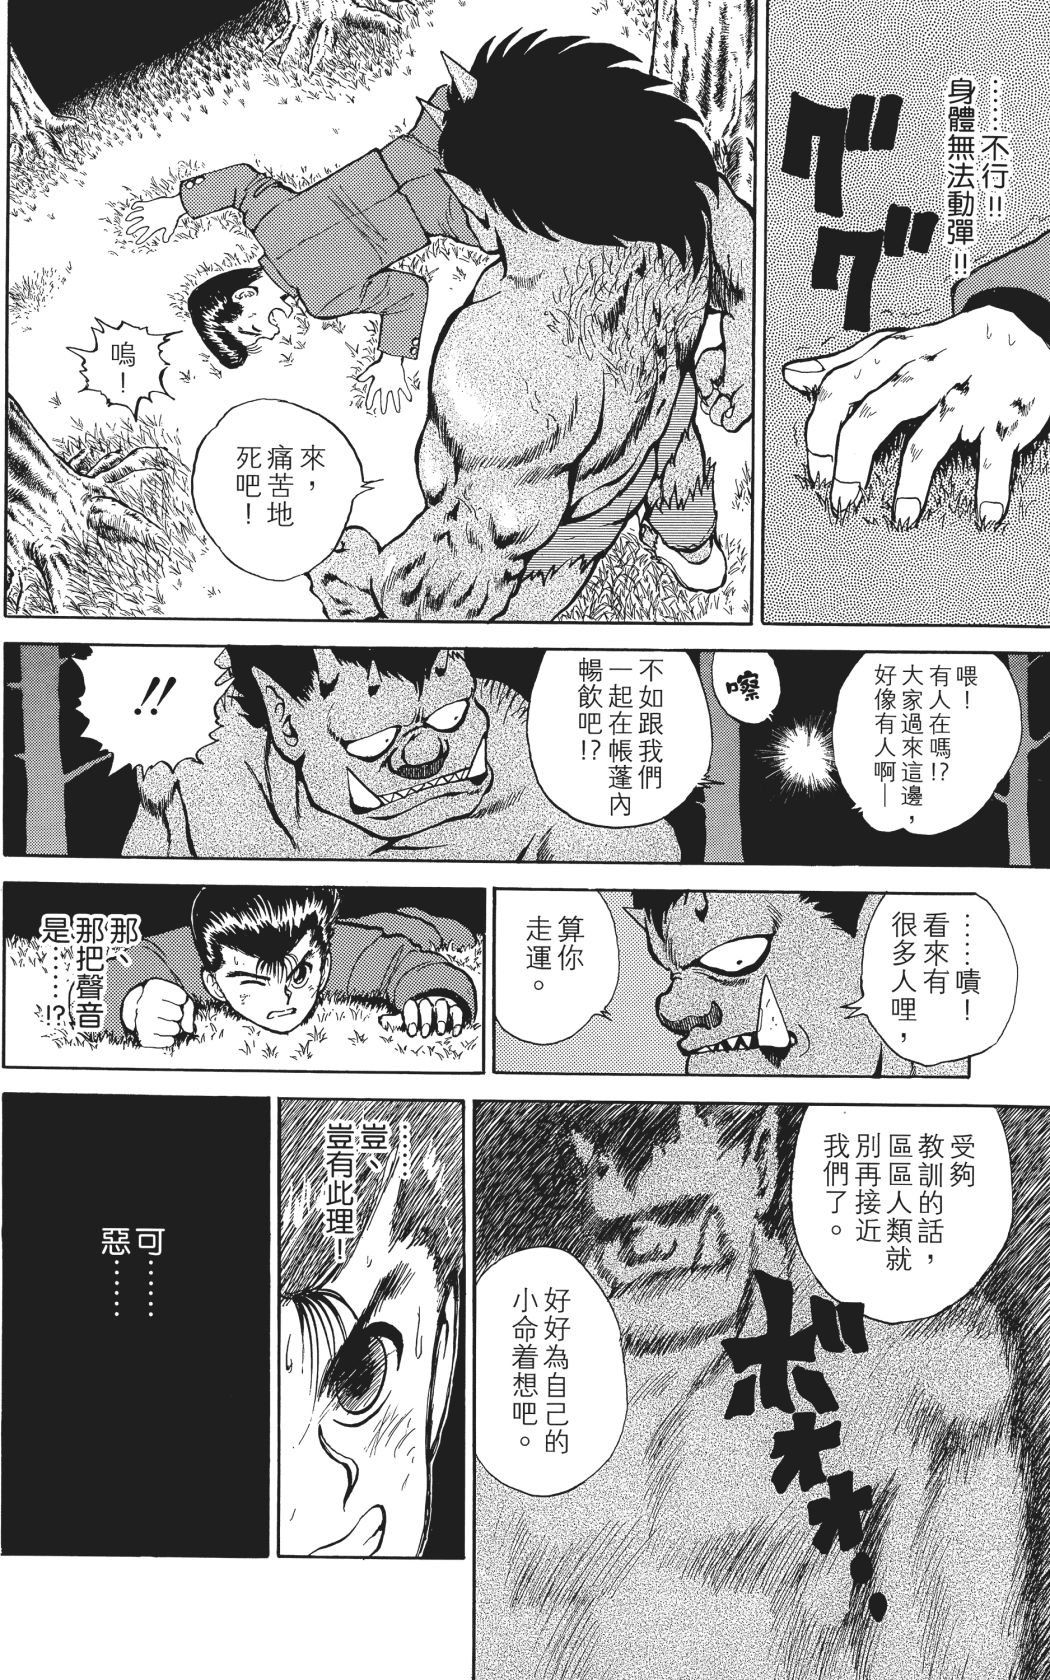 ……不行!!
身體無法動彈!!
グググ
嗚！
來，
痛苦地
死吧！
喂！
有人在嗎!?
大家過來這邊，
好像有人啊—
嚓
不如跟我們
一起在帳蓬內
暢飲吧!?
!!
……嘖！
看來有
很多人哩，
算你
走運。
那、
那把聲音
是……!?
受夠
教訓的話，
區區人類就
別再接近
我們了。
好好為自己的
小命着想吧。
ボオオオ…
……
豈、
豈有此理！
可……
惡……